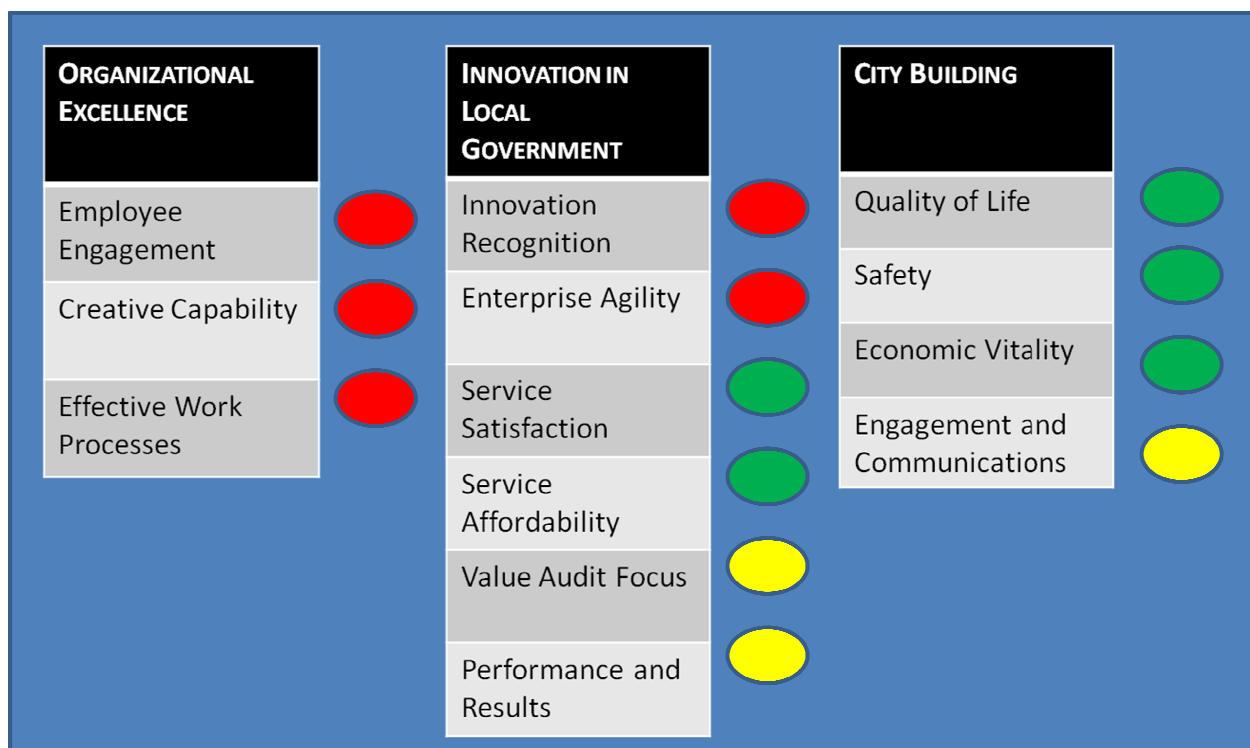 ORGANIZATIONAL
EXCELLENCE
Employee
Engagement
Creative Capability
Effective Work
Processes
INNOVATION IN
LOCAL
GOVERNMENT
Innovation
Recognition
Enterprise Agility
Service
Satisfaction
Service
Affordability
Value Audit Focus
Performance and
Results
CITY BUILDING
Quality of Life
Safety
Economic Vitality
Engagement and
Communications